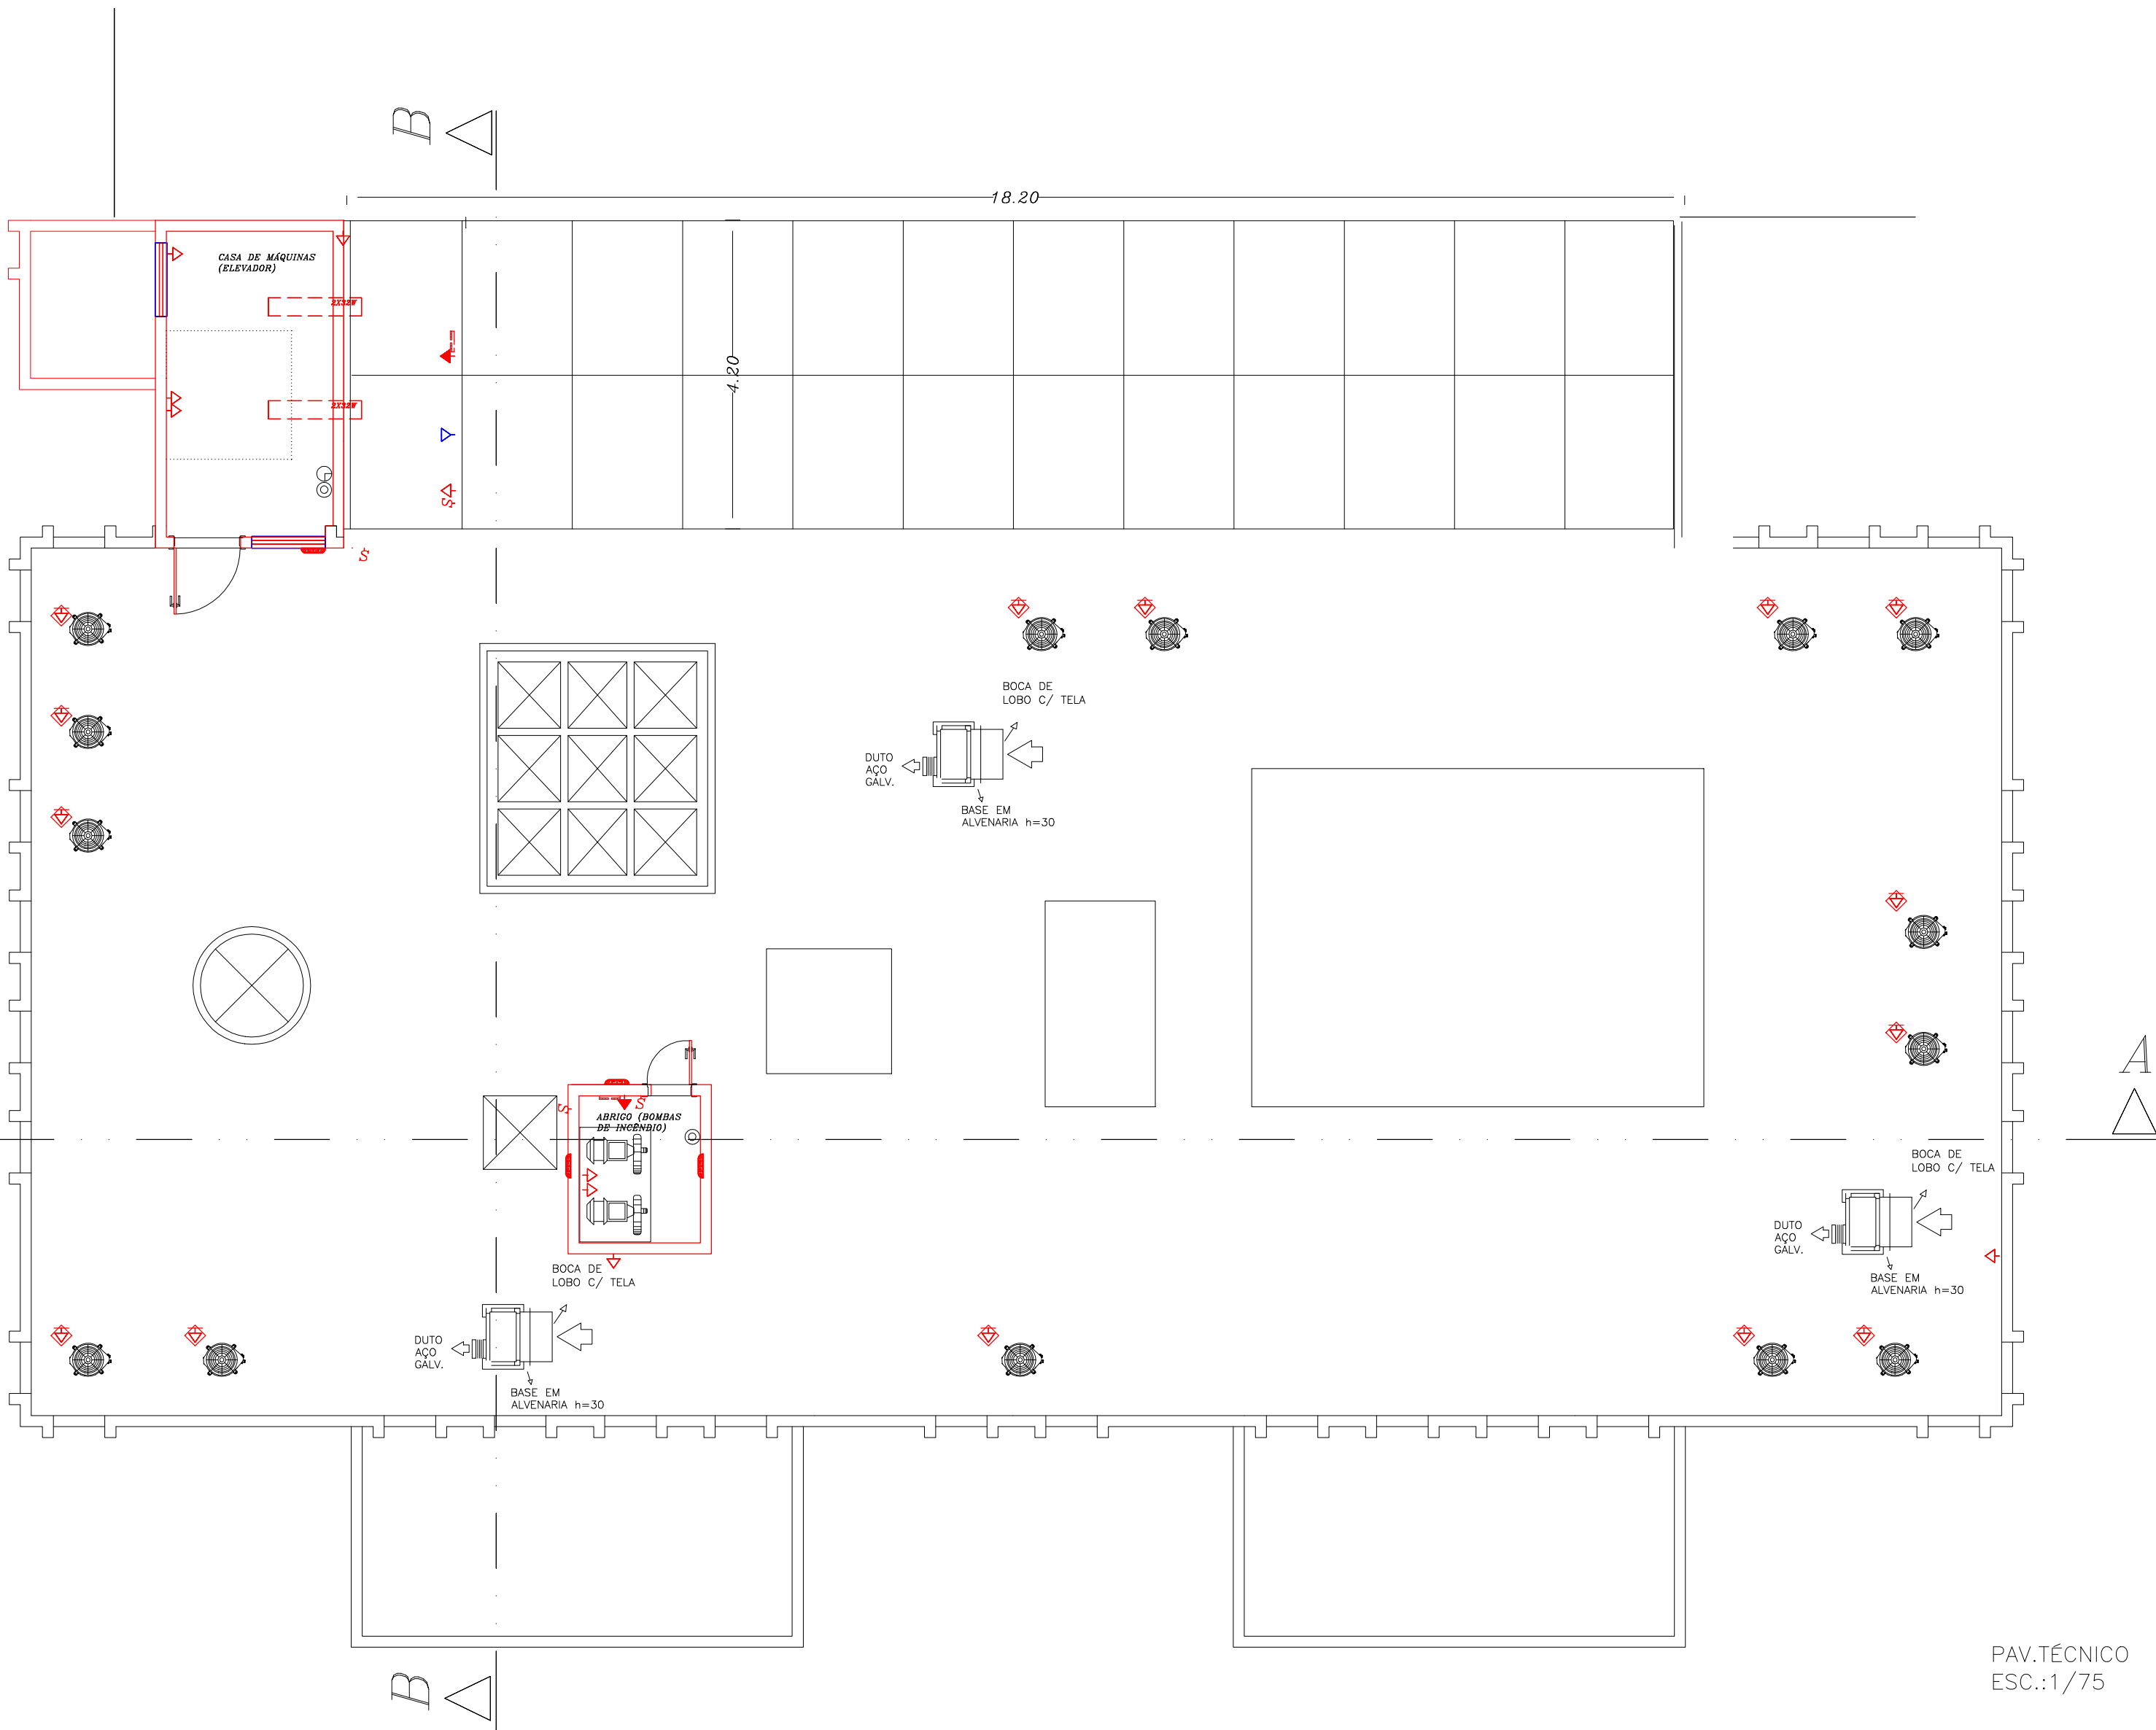 B
18.20
CASA DE MÁQUINAS
(ELEVADOR)
2X32W
4.20
2X32W
S
S
BOCA DE
LOBO C/ TELA
DUTO
AÇO
GALV.
BASE EM
ALVENARIA h=30
A
S
S
ABRIGO (BOMBAS
DE INCÊNDIO)
BOCA DE
LOBO C/ TELA
DUTO
AÇO
GALV.
BASE EM
ALVENARIA h=30
BOCA DE
LOBO C/ TELA
DUTO
AÇO
GALV.
BASE EM
ALVENARIA h=30
PAV.TÉCNICO
ESC.:1/75
B